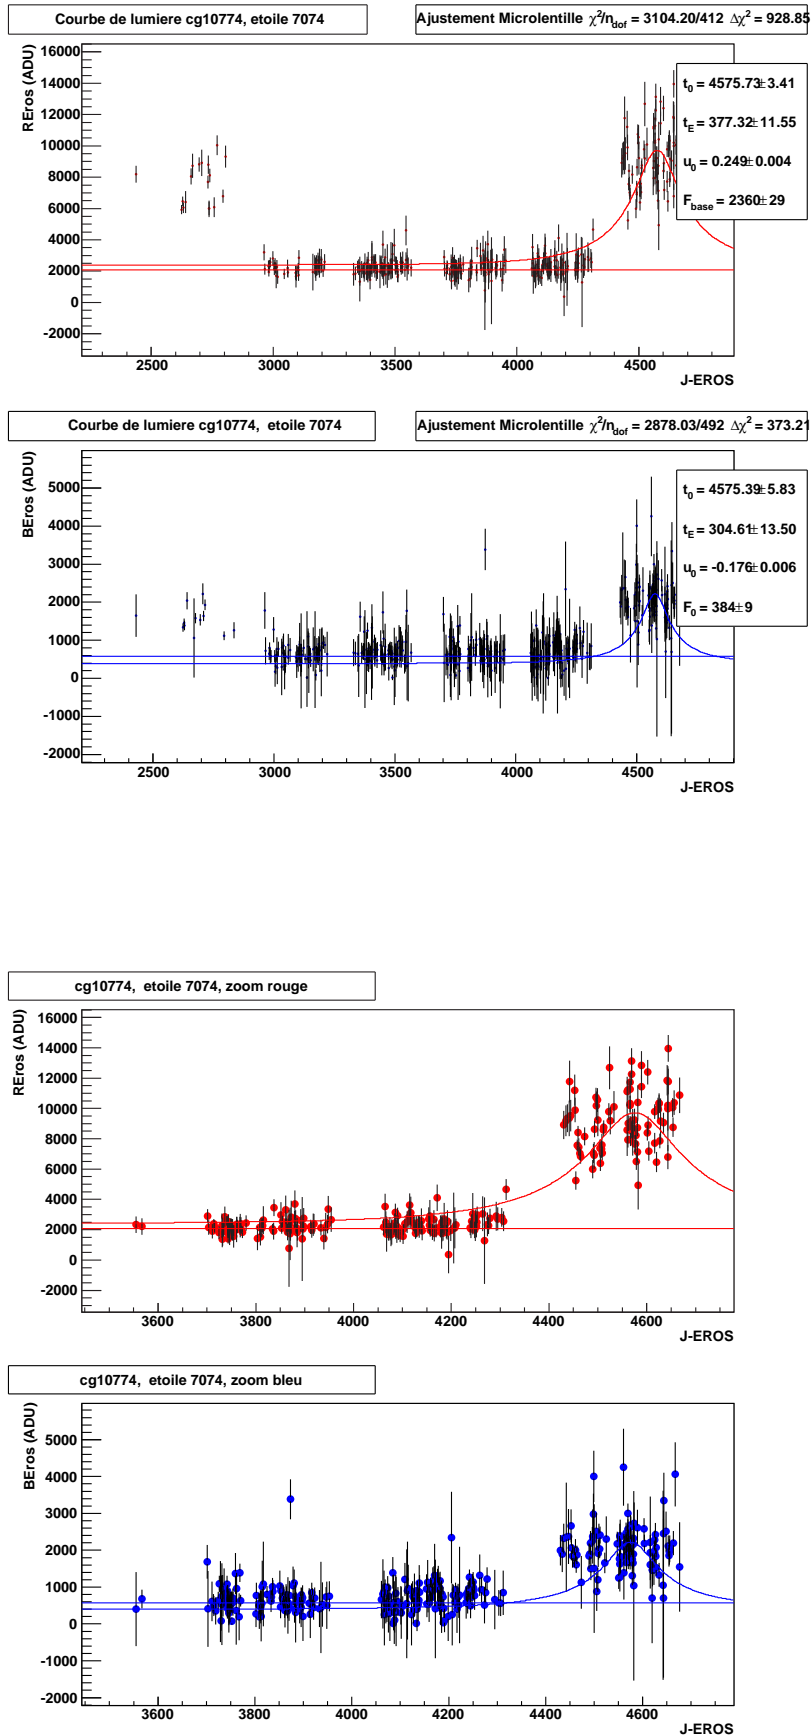 Courbe de lumiere cg10774, etoile 7074
Ajustement Microlentille χ²/n_dof = 3104.20/412 Δχ² = 928.85
REros (ADU)
16000
14000
12000
10000
8000
6000
4000
2000
0
-2000
t₀ = 4575.73±3.41
t_E = 377.32±11.55
u₀ = 0.249±0.004
F_base = 2360±29
2500 3000 3500 4000 4500
J-EROS
Courbe de lumiere cg10774, etoile 7074
Ajustement Microlentille χ²/n_dof = 2878.03/492 Δχ² = 373.21
BEros (ADU)
5000
4000
3000
2000
1000
0
-1000
-2000
t₀ = 4575.39±5.83
t_E = 304.61±13.50
u₀ = -0.176±0.006
F₀ = 384±9
2500 3000 3500 4000 4500
J-EROS
cg10774, etoile 7074, zoom rouge
REros (ADU)
16000
14000
12000
10000
8000
6000
4000
2000
0
-2000
3600 3800 4000 4200 4400 4600
J-EROS
cg10774, etoile 7074, zoom bleu
BEros (ADU)
5000
4000
3000
2000
1000
0
-1000
-2000
3600 3800 4000 4200 4400 4600
J-EROS